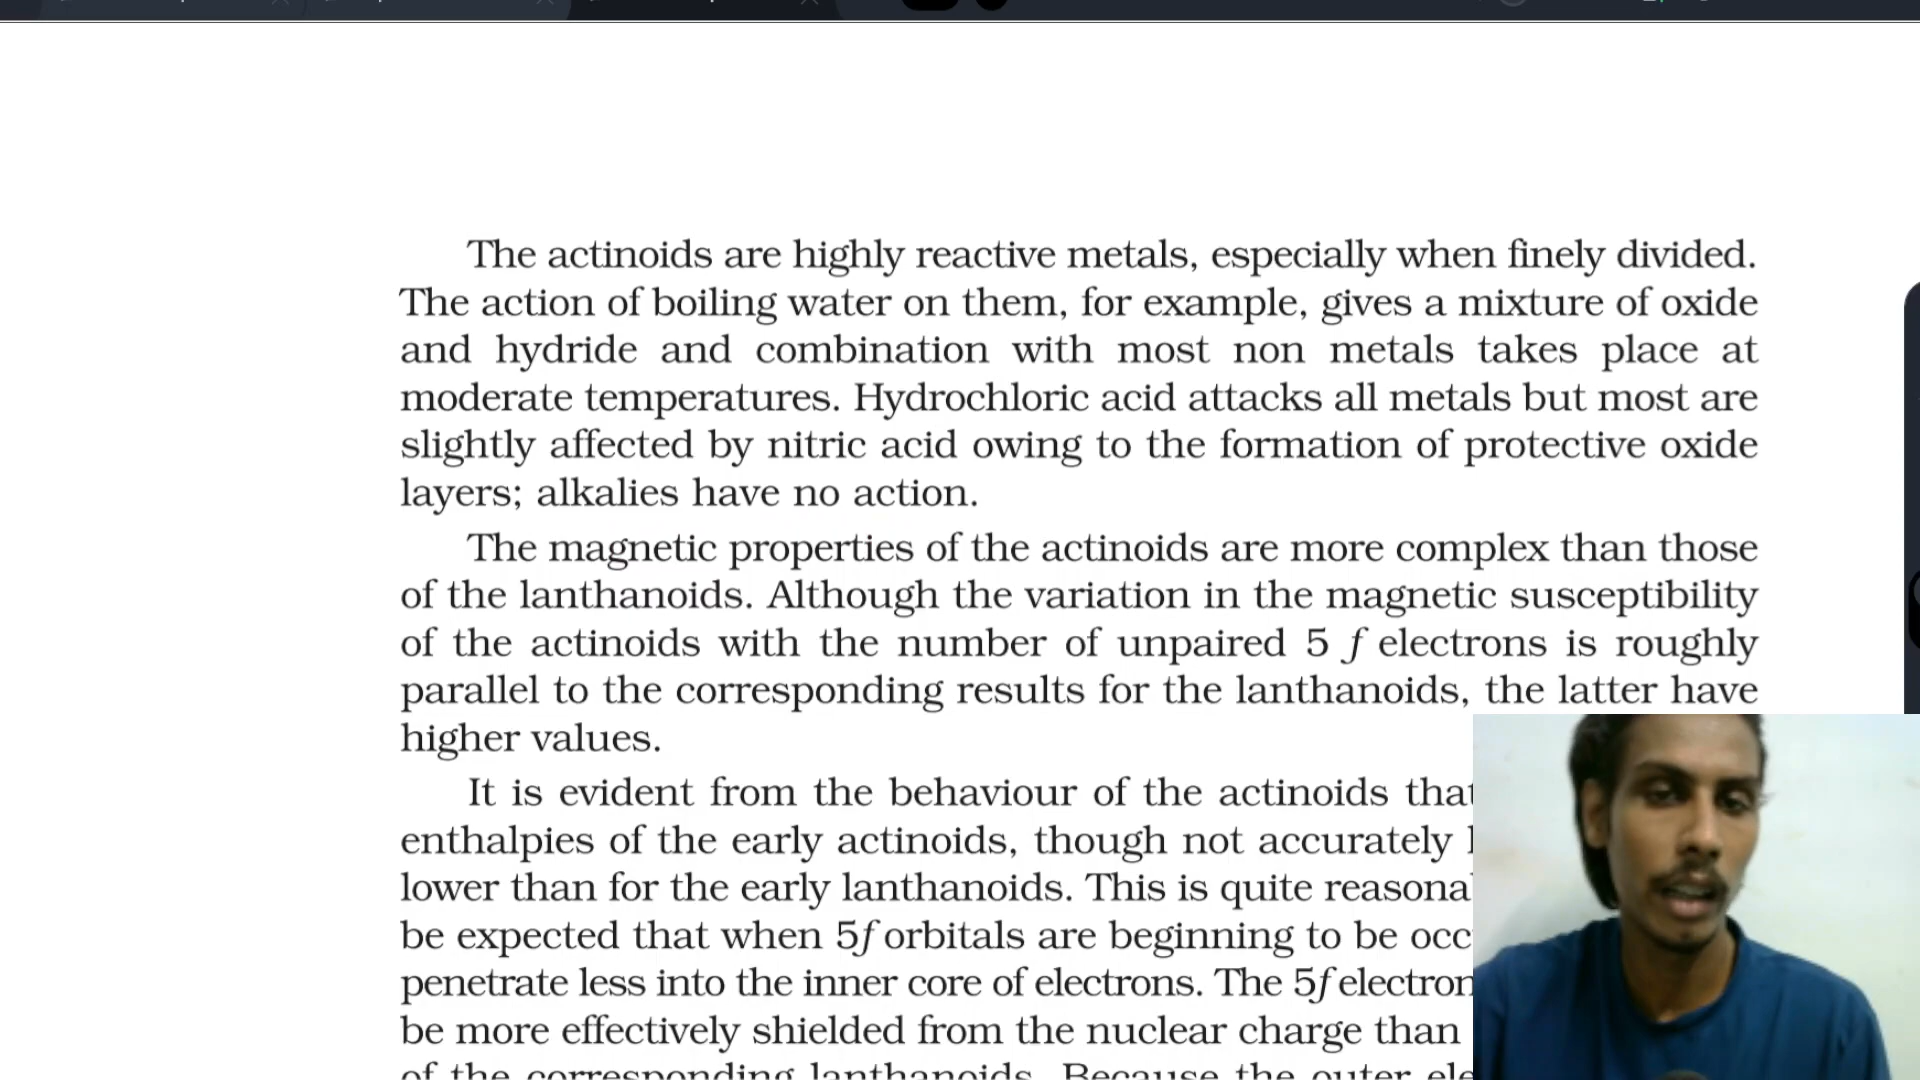 The actinoids are highly reactive metals, especially when finely divided.
The action of boiling water on them, for example, gives a mixture of oxide
and hydride and combination with most non metals takes place at
moderate temperatures. Hydrochloric acid attacks all metals but most are
slightly affected by nitric acid owing to the formation of protective oxide
layers; alkalies have no action.
The magnetic properties of the actinoids are more complex than those
of the lanthanoids. Although the variation in the magnetic susceptibility
of the actinoids with the number of unpaired 5 f electrons is roughly
parallel to the corresponding results for the lanthanoids, the latter have
higher values.
It is evident from the behaviour of the actinoids
enthalpies of the early actinoids, though not accurately
lower than for the early lanthanoids. This is quite
be expected that when 5f orbitals are beginning to be
penetrate less into the inner core of electrons. The 5f
be more effectively shielded from the nuclear charge than
of the corresponding lanthanoids. Because the outer